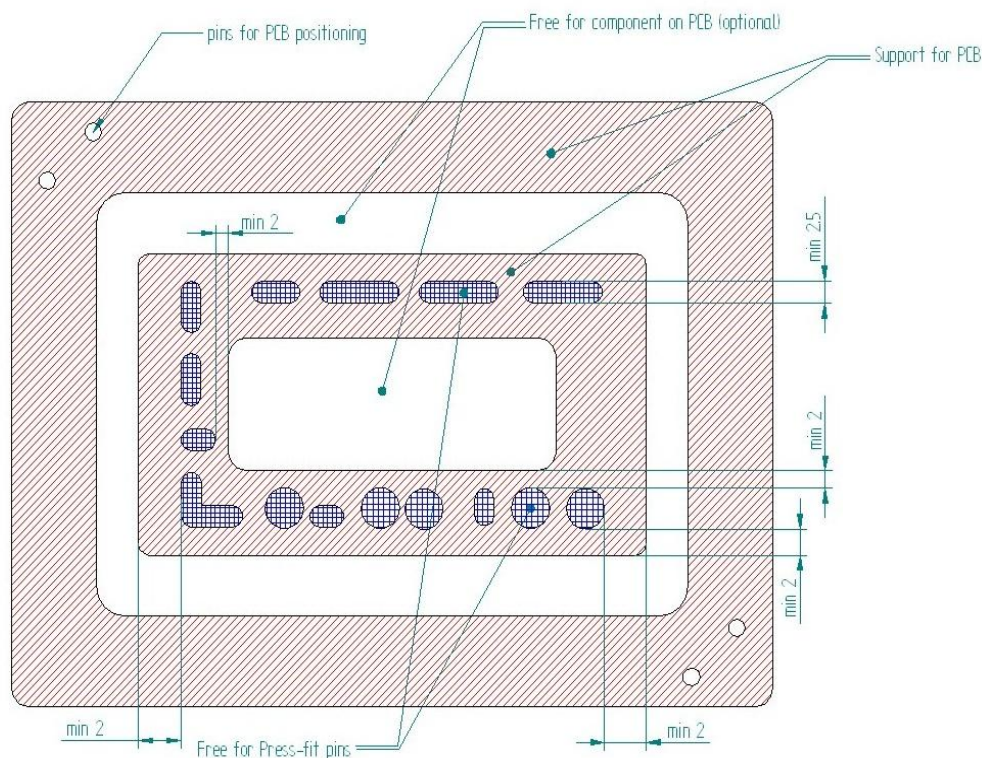 Free for component on PCB (optional)
pins for PCB positioning
Support for PCB
min 2
min 2.5
min 2
min 2
min 2
min 2
Free for Press-fit pins